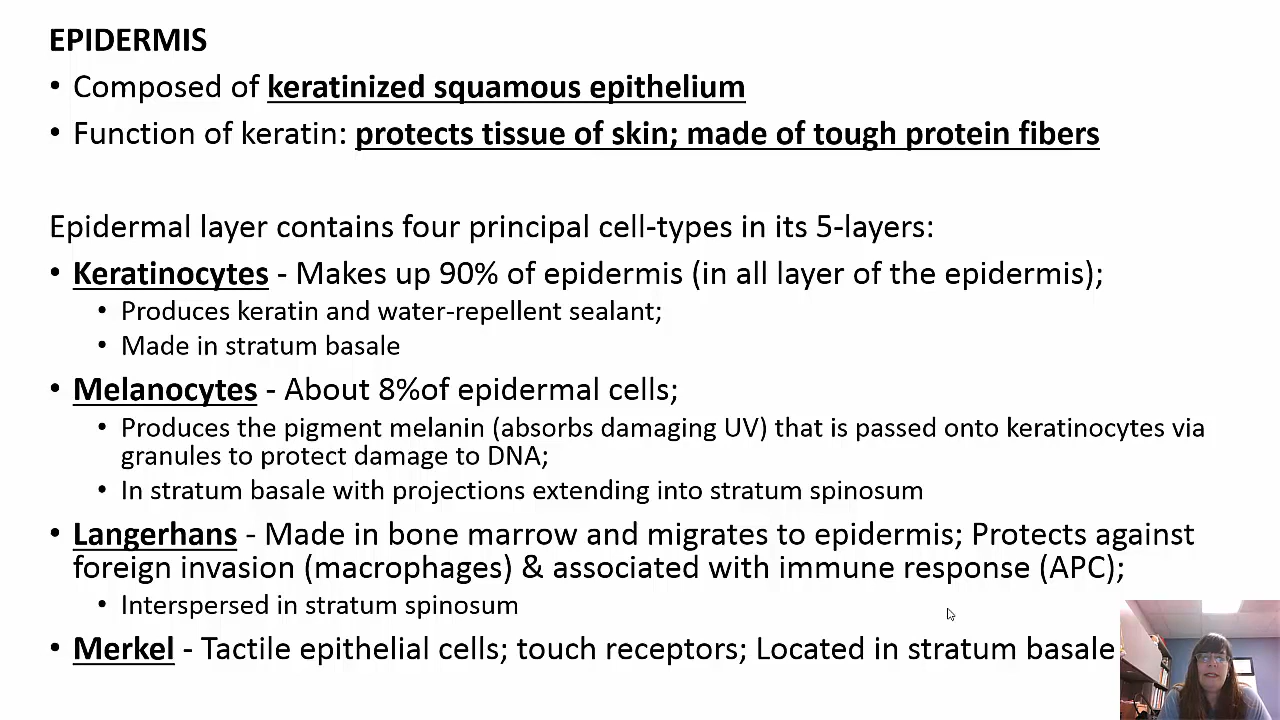 EPIDERMIS
• Composed of keratinized squamous epithelium
• Function of keratin: protects tissue of skin; made of tough protein fibers
Epidermal layer contains four principal cell-types in its 5-layers:
• Keratinocytes - Makes up 90% of epidermis (in all layer of the epidermis);
• Produces keratin and water-repellent sealant;
• Made in stratum basale
• Melanocytes - About 8%of epidermal cells;
• Produces the pigment melanin (absorbs damaging UV) that is passed onto keratinocytes via
granules to protect damage to DNA;
• In stratum basale with projections extending into stratum spinosum
• Langerhans - Made in bone marrow and migrates to epidermis; Protects against
foreign invasion (macrophages) & associated with immune response (APC);
• Interspersed in stratum spinosum
• Merkel - Tactile epithelial cells; touch receptors; Located in stratum basale